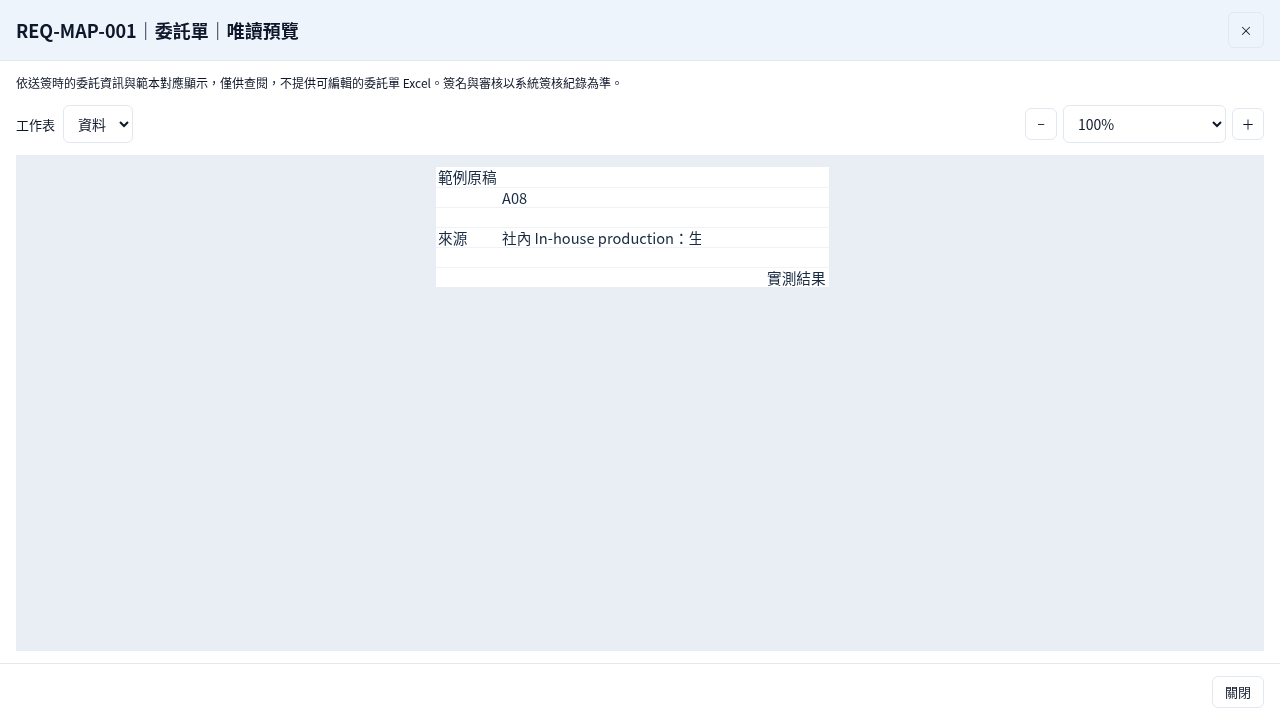 REQ-MAP-001｜委託單｜唯讀預覽
×
依送簽時的委託資訊與範本對應顯示，僅供查閱，不提供可編輯的委託單 Excel。簽名與審核以系統簽核紀錄為準。
工作表 資料
− 100% ＋
範例原稿
A08
來源 社內 In-house production：生
實測結果
關閉